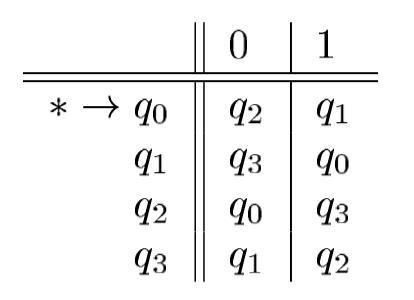 0 1
* → q₀ q₂ q₁
q₁ q₃ q₀
q₂ q₀ q₃
q₃ q₁ q₂